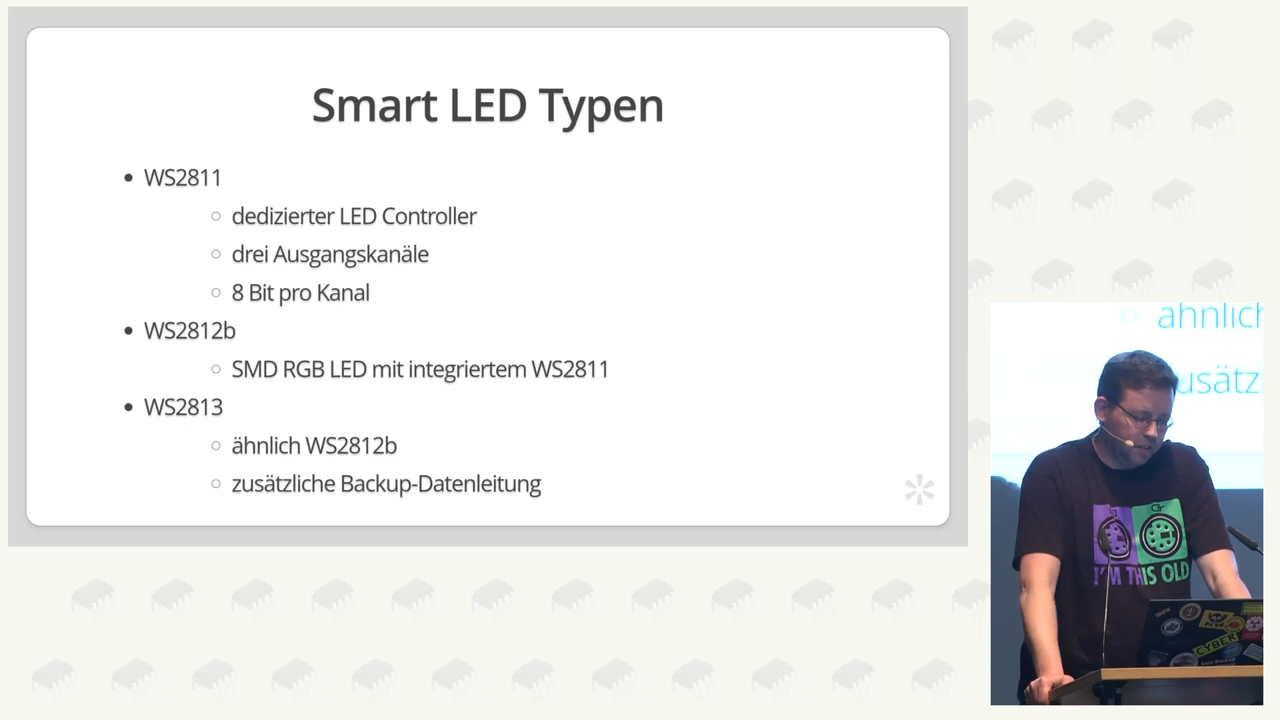 Smart LED Typen
WS2811
dedizierter LED Controller
drei Ausgangskanäle
8 Bit pro Kanal
WS2812b
SMD RGB LED mit integriertem WS2811
WS2813
ähnlich WS2812b
zusätzliche Backup-Datenleitung
ähnlich
usätz
I'M THIS OLD
CYBER